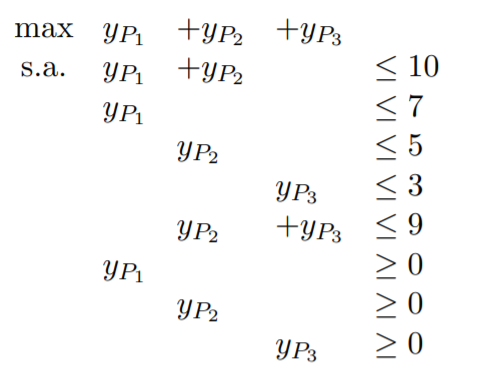 max y_{P_1} +y_{P_2} +y_{P_3}
s.a. y_{P_1} +y_{P_2} ≤ 10
y_{P_1} ≤ 7
y_{P_2} ≤ 5
y_{P_3} ≤ 3
y_{P_2} +y_{P_3} ≤ 9
y_{P_1} ≥ 0
y_{P_2} ≥ 0
y_{P_3} ≥ 0